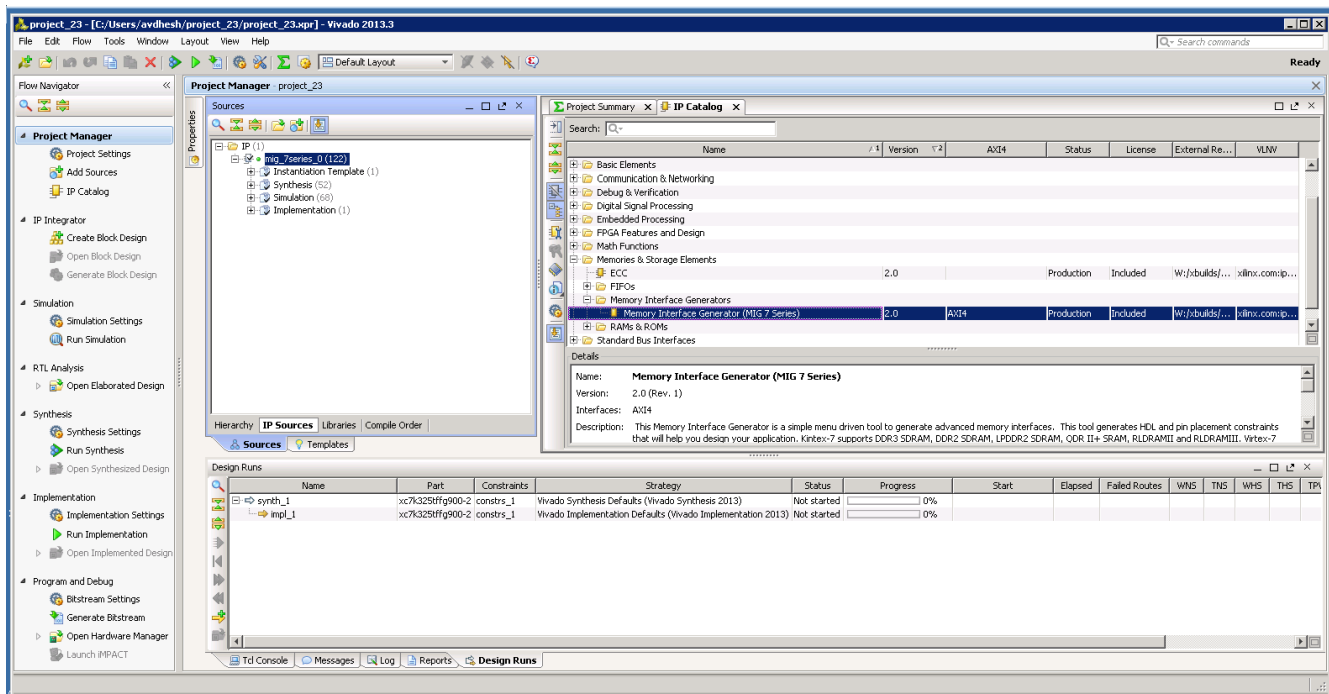 project_23 - [C:/Users/avdhesh/project_23/project_23.xpr] - Vivado 2013.3
File Edit Flow Tools Window Layout View Help
Search commands
Default Layout
Ready
Flow Navigator
Project Manager
Project Settings
Add Sources
IP Catalog
IP Integrator
Create Block Design
Open Block Design
Generate Block Design
Simulation
Simulation Settings
Run Simulation
RTL Analysis
Open Elaborated Design
Synthesis
Synthesis Settings
Run Synthesis
Open Synthesized Design
Implementation
Implementation Settings
Run Implementation
Open Implemented Design
Program and Debug
Bitstream Settings
Generate Bitstream
Open Hardware Manager
Launch iMPACT
Project Manager - project_23
Properties
Sources
IP (1)
mig_7series_0 (122)
Instantiation Template (1)
Synthesis (52)
Simulation (68)
Implementation (1)
Hierarchy IP Sources Libraries Compile Order
Sources Templates
Project Summary IP Catalog
Search:
Name 1 Version 2 AXI4 Status License External Re... VLNV
Basic Elements
Communication & Networking
Debug & Verification
Digital Signal Processing
Embedded Processing
FPGA Features and Design
Math Functions
Memories & Storage Elements
ECC 2.0 Production Included W:/xbuilds/... xilinx.com:ip...
FIFOs
Memory Interface Generators
Memory Interface Generator (MIG 7 Series) 2.0 AXI4 Production Included W:/xbuilds/... xilinx.com:ip...
RAMs & ROMs
Standard Bus Interfaces
Details
Name: Memory Interface Generator (MIG 7 Series)
Version: 2.0 (Rev. 1)
Interfaces: AXI4
Description: This Memory Interface Generator is a simple menu driven tool to generate advanced memory interfaces. This tool generates HDL and pin placement constraints
that will help you design your application. Kintex-7 supports DDR3 SDRAM, DDR2 SDRAM, LPDDR2 SDRAM, QDR II+ SRAM, RLDRAMII and RLDRAMIII. Virtex-7
Design Runs
Name Part Constraints Strategy Status Progress Start Elapsed Failed Routes WNS TNS WHS THS
synth_1 xc7k325tffg900-2 constrs_1 Vivado Synthesis Defaults (Vivado Synthesis 2013) Not started 0%
impl_1 xc7k325tffg900-2 constrs_1 Vivado Implementation Defaults (Vivado Implementation 2013) Not started 0%
Tcl Console Messages Log Reports Design Runs